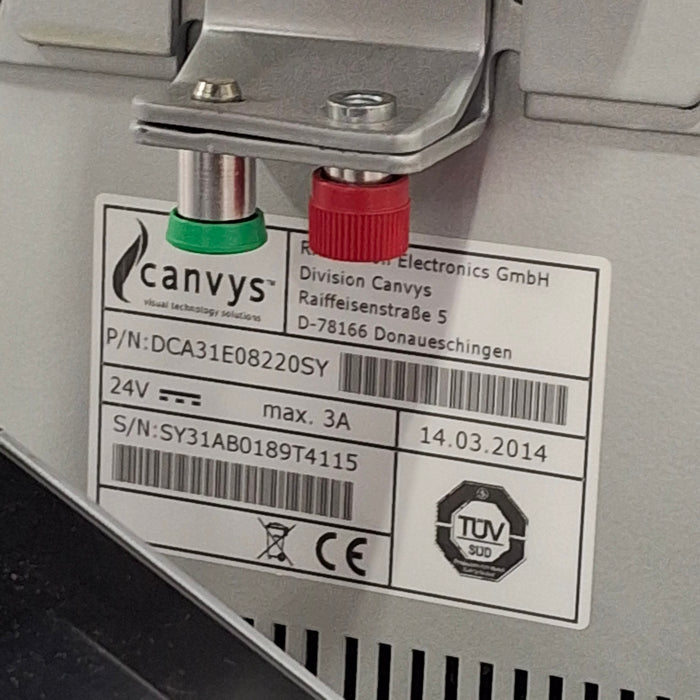 canvys™
visual technology solutions
Electronics GmbH
Division Canvys
Raiffeisenstraße 5
D-78166 Donaueschingen
P/N:DCA31E08220SY
24V max. 3A
14.03.2014
S/N:SY31AB0189T4115
CE
TÜV
SÜD